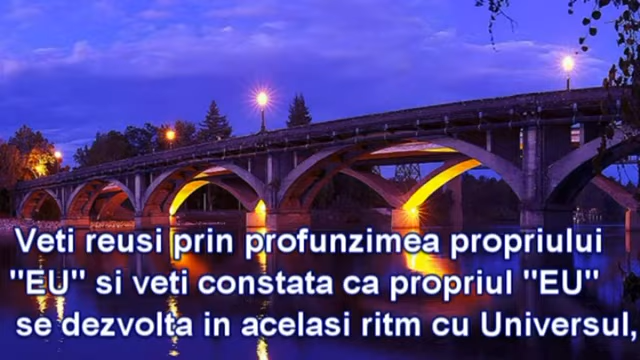 Veti reusi prin profunzimea propriului
"EU" si veti constata ca propriul "EU"
se dezvolta in acelasi ritm cu Universul,